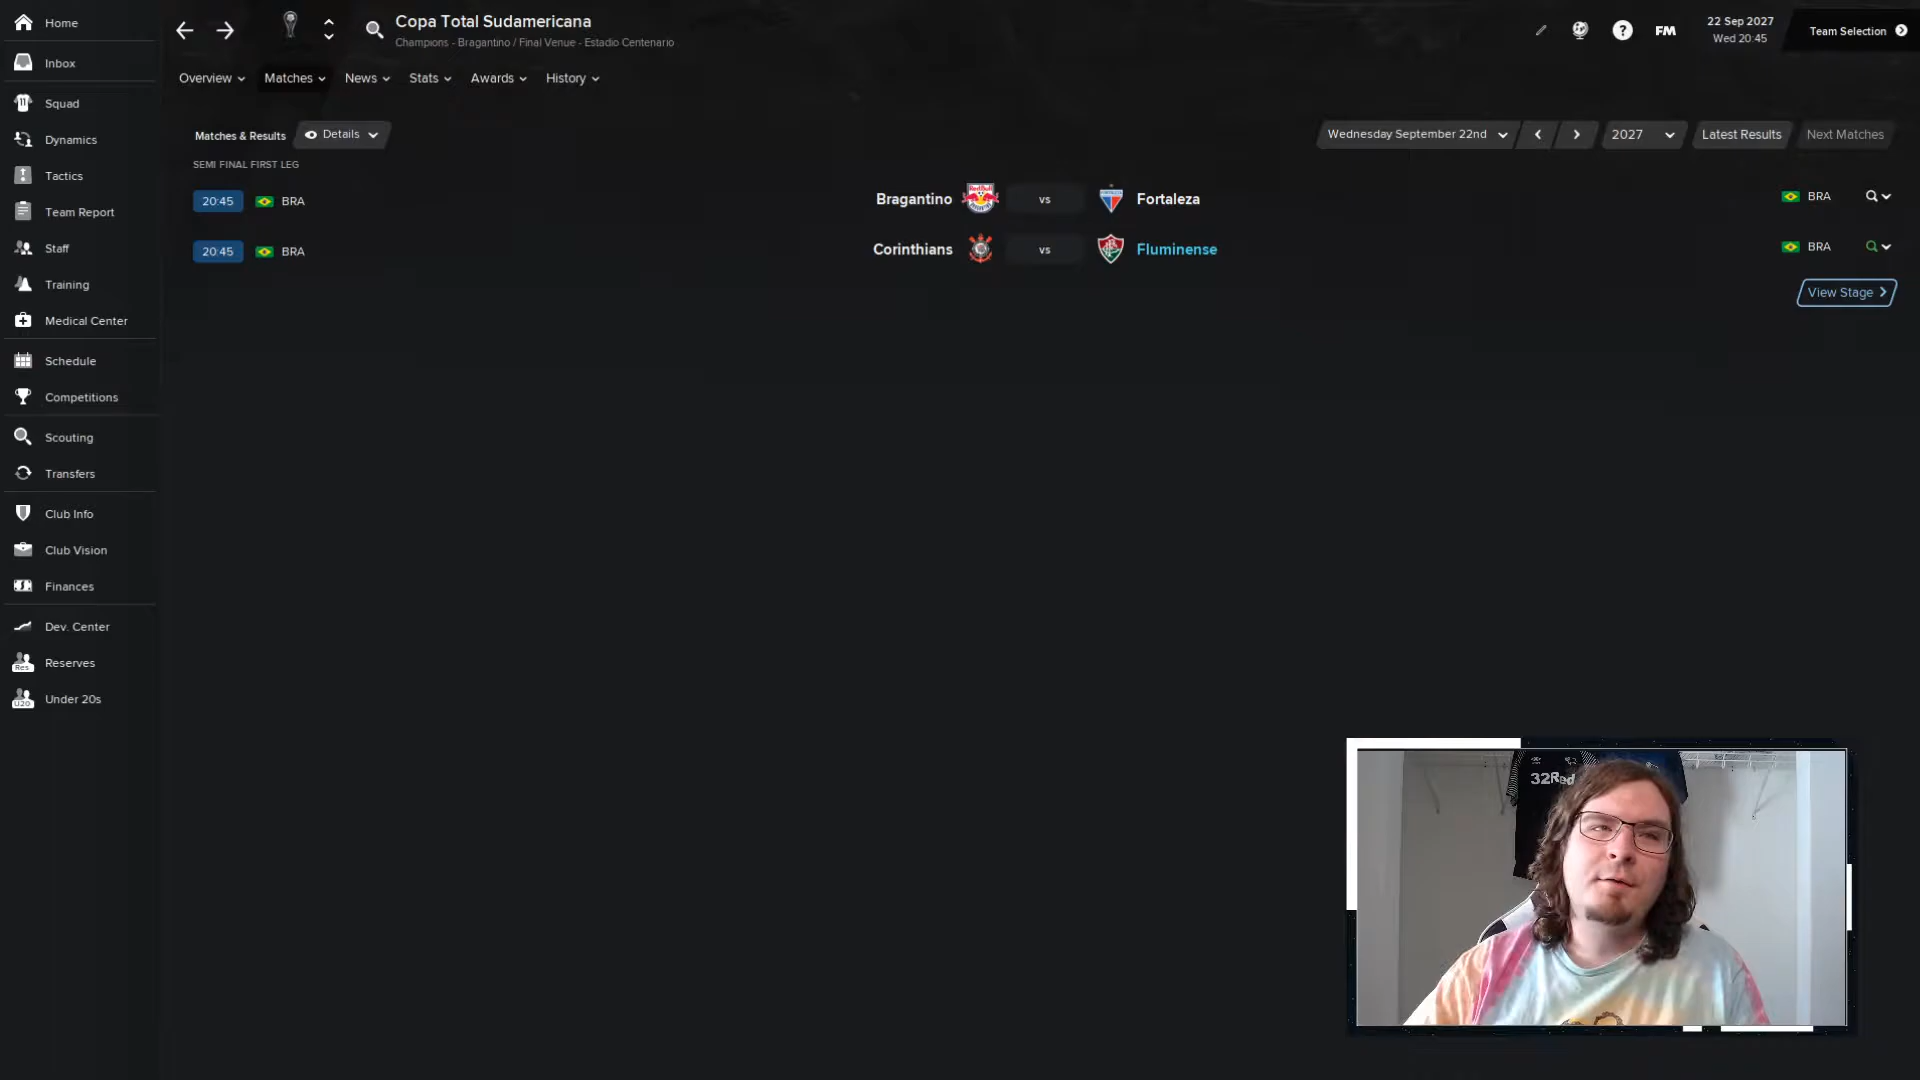 Home
Inbox
Squad
Dynamics
Tactics
Team Report
Staff
Training
Medical Center
Schedule
Competitions
Scouting
Transfers
Club Info
Club Vision
Finances
Dev. Center
Res
Reserves
U20
Under 20s
Copa Total Sudamericana
Champions - Bragantino / Final Venue - Estadio Centenario
?
FM
22 Sep 2027
Wed 20:45
Team Selection
Overview
Matches
News
Stats
Awards
History
Matches & Results
Details
Wednesday September 22nd
2027
Latest Results
Next Matches
SEMI FINAL FIRST LEG
20:45 BRA Bragantino vs Fortaleza BRA
20:45 BRA Corinthians vs Fluminense BRA
View Stage
32Red